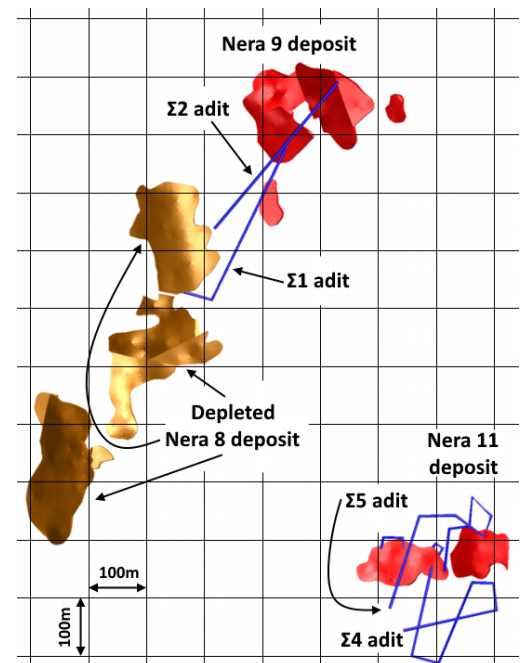 Nera 9 deposit
Σ2 adit
Σ1 adit
Depleted
Nera 8 deposit
Nera 11
deposit
Σ5 adit
100m
100m
Σ4 adit